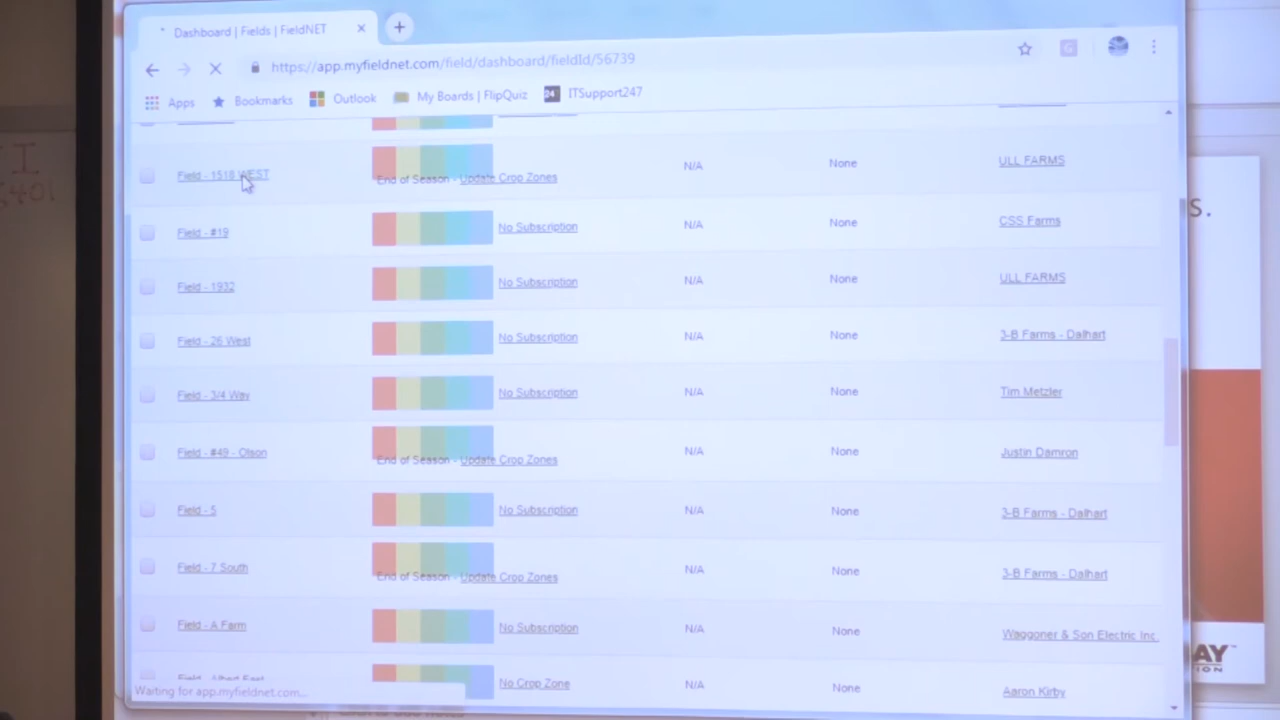 Dashboard | Fields | FieldNET
https://app.myfieldnet.com/field/dashboard/fieldId/56739
Apps Bookmarks Outlook My Boards | FlipQuiz ITSupport247
Field - 1518 WEST End of Season - Update Crop Zones N/A None ULL FARMS
Field - #19 No Subscription N/A None CSS Farms
Field - 1932 No Subscription N/A None ULL FARMS
Field - 26 West No Subscription N/A None 3-B Farms - Dalhart
Field - 3/4 Way No Subscription N/A None Tim Metzler
Field - #49 - Olson End of Season - Update Crop Zones N/A None Justin Damron
Field - 5 No Subscription N/A None 3-B Farms - Dalhart
Field - 7 South End of Season - Update Crop Zones N/A None 3-B Farms - Dalhart
Field - A Farm No Subscription N/A None Waggoner & Son Electric Inc
Field - Albert East No Crop Zone N/A None Aaron Kirby
Waiting for app.myfieldnet.com...
S.
AY
ION